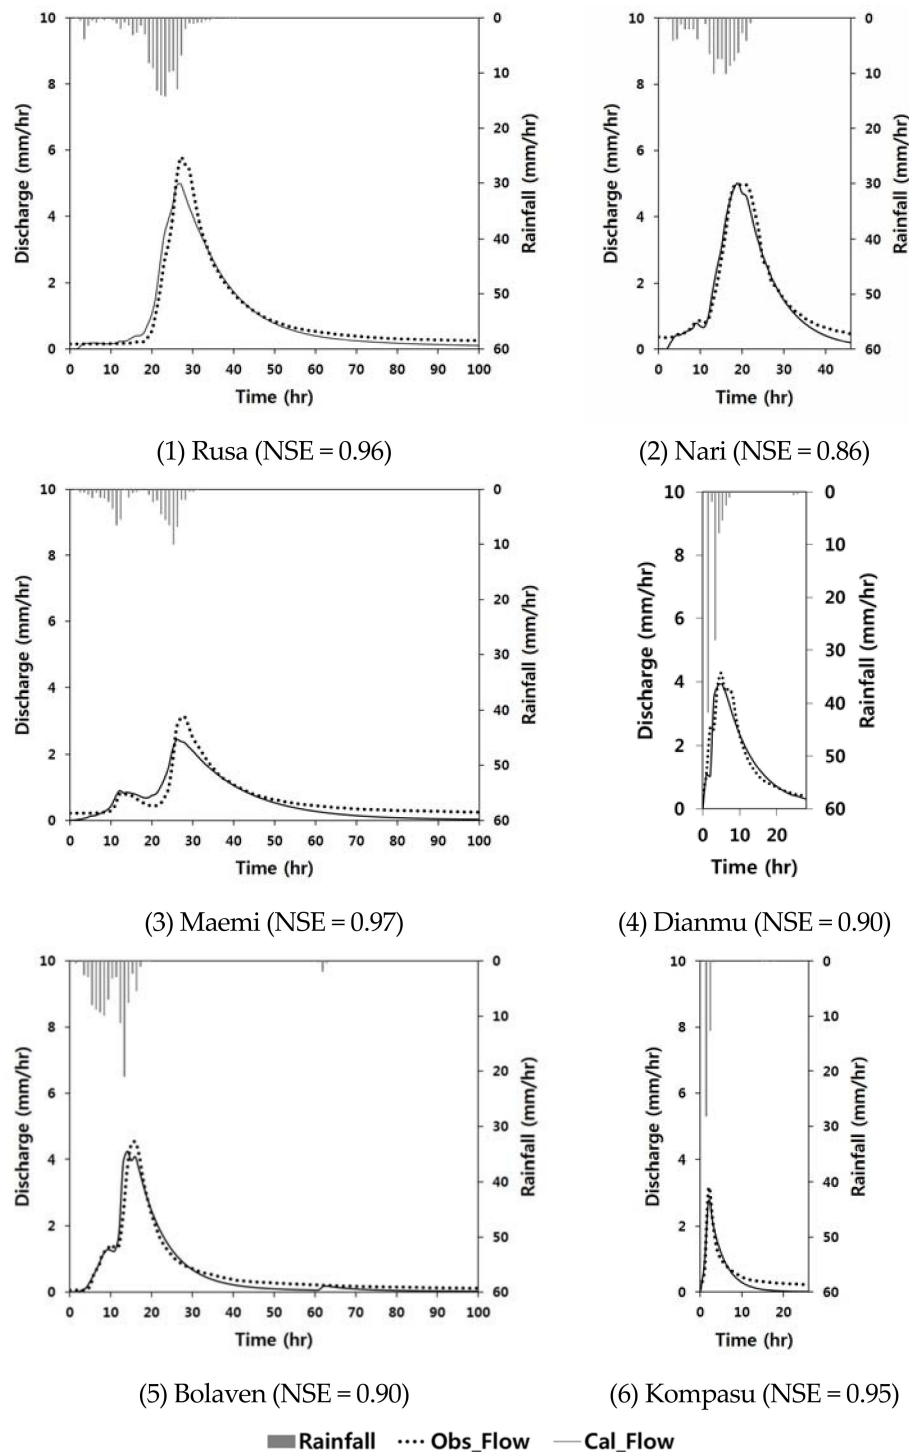 10 0
8 10
6 20
30
4 40
2 50
0 60
0 10 20 30 40 50 60 70 80 90 100
Discharge (mm/hr)
Rainfall (mm/hr)
Time (hr)
(1) Rusa (NSE = 0.96)
10 0
8 10
6 20
30
4 40
2 50
0 60
0 10 20 30 40
Discharge (mm/hr)
Rainfall (mm/hr)
Time (hr)
(2) Nari (NSE = 0.86)
10 0
8 10
6 20
30
4 40
2 50
0 60
0 10 20 30 40 50 60 70 80 90 100
Discharge (mm/hr)
Rainfall (mm/hr)
Time (hr)
(3) Maemi (NSE = 0.97)
10 0
8 10
6 20
30
4 40
2 50
0 60
0 10 20
Discharge (mm/hr)
Rainfall (mm/hr)
Time (hr)
(4) Dianmu (NSE = 0.90)
10 0
8 10
6 20
30
4 40
2 50
0 60
0 10 20 30 40 50 60 70 80 90 100
Discharge (mm/hr)
Rainfall (mm/hr)
Time (hr)
(5) Bolaven (NSE = 0.90)
10 0
8 10
6 20
30
4 40
2 50
0 60
0 10 20
Discharge (mm/hr)
Rainfall (mm/hr)
Time (hr)
(6) Kompasu (NSE = 0.95)
Rainfall Obs_Flow Cal_Flow